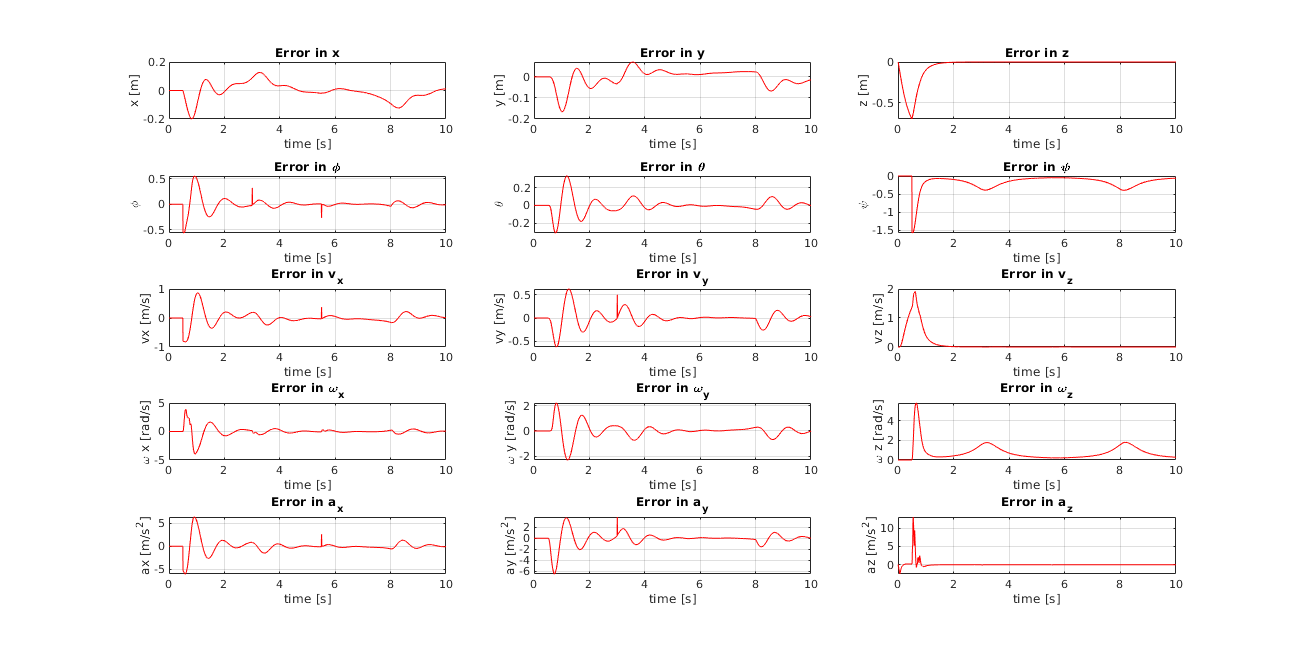 Error in x
x [m]
0.2
0
-0.2
0 2 4 6 8 10
time [s]
Error in y
y [m]
0
-0.1
-0.2
0 2 4 6 8 10
time [s]
Error in z
z [m]
0
-0.5
0 2 4 6 8 10
time [s]
Error in ϕ
ϕ
0.5
0
-0.5
0 2 4 6 8 10
time [s]
Error in θ
θ
0.2
0
-0.2
0 2 4 6 8 10
time [s]
Error in ψ
ψ
0
-0.5
-1
-1.5
0 2 4 6 8 10
time [s]
Error in v_x
vx [m/s]
1
0
-1
0 2 4 6 8 10
time [s]
Error in v_y
vy [m/s]
0.5
0
-0.5
0 2 4 6 8 10
time [s]
Error in v_z
vz [m/s]
2
1
0
0 2 4 6 8 10
time [s]
Error in ω_x
ω x [rad/s]
5
0
-5
0 2 4 6 8 10
time [s]
Error in ω_y
ω y [rad/s]
2
0
-2
0 2 4 6 8 10
time [s]
Error in ω_z
ω z [rad/s]
4
2
0
0 2 4 6 8 10
time [s]
Error in a_x
ax [m/s²]
5
0
-5
0 2 4 6 8 10
time [s]
Error in a_y
ay [m/s²]
2
0
-2
-4
-6
0 2 4 6 8 10
time [s]
Error in a_z
az [m/s²]
10
5
0
0 2 4 6 8 10
time [s]